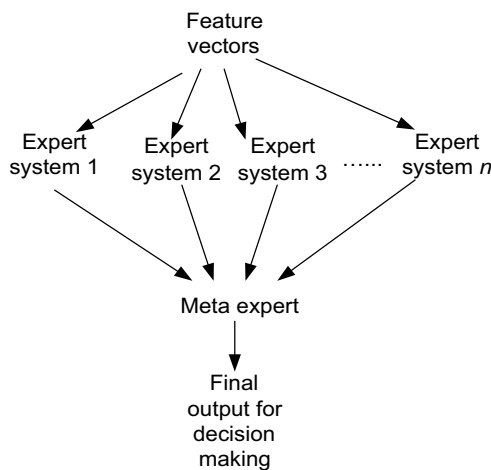 Feature
vectors
Expert
system 1
Expert
system 2
Expert
system 3
......
Expert
system n
Meta expert
Final
output for
decision
making